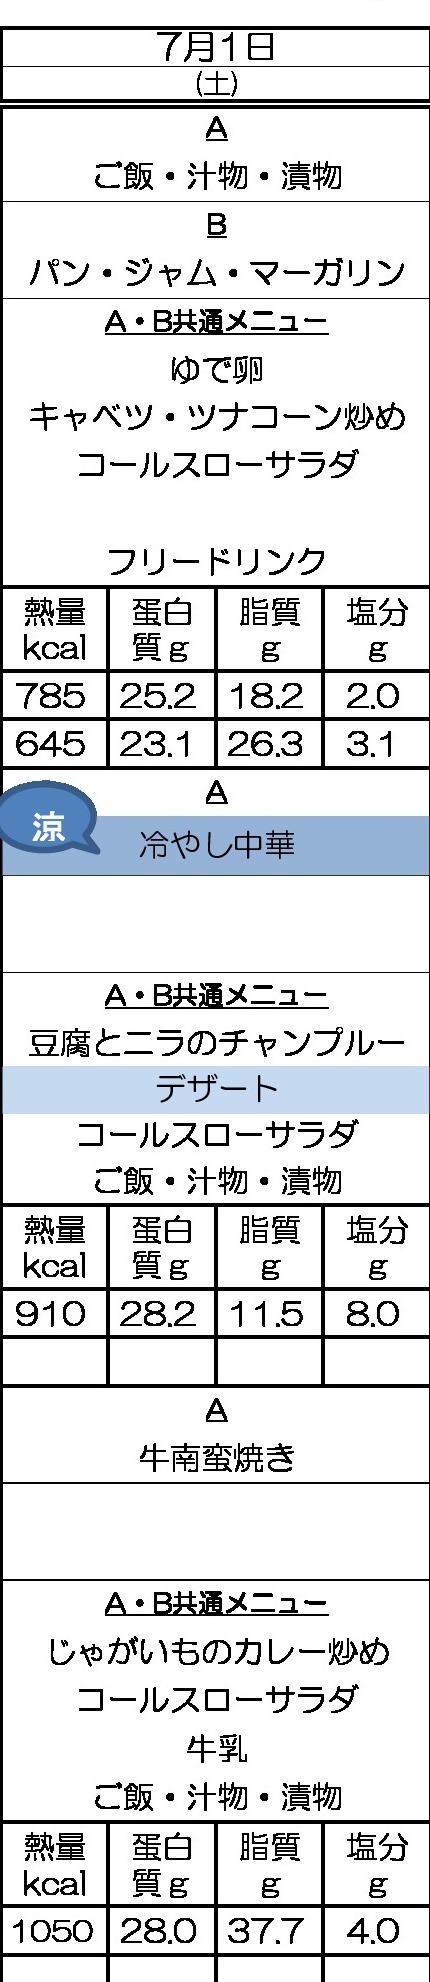 7月1日
(土)
A
ご飯・汁物・漬物
B
パン・ジャム・マーガリン
A・B共通メニュー
ゆで卵
キャベツ・ツナコーン炒め
コールスローサラダ
フリードリンク
熱量 kcal 蛋白質g 脂質g 塩分g
785 25.2 18.2 2.0
645 23.1 26.3 3.1
A
涼
冷やし中華
A・B共通メニュー
豆腐とニラのチャンプルー
デザート
コールスローサラダ
ご飯・汁物・漬物
熱量 kcal 蛋白質g 脂質g 塩分g
910 28.2 11.5 8.0
A
牛南蛮焼き
A・B共通メニュー
じゃがいものカレー炒め
コールスローサラダ
牛乳
ご飯・汁物・漬物
熱量 kcal 蛋白質g 脂質g 塩分g
1050 28.0 37.7 4.0